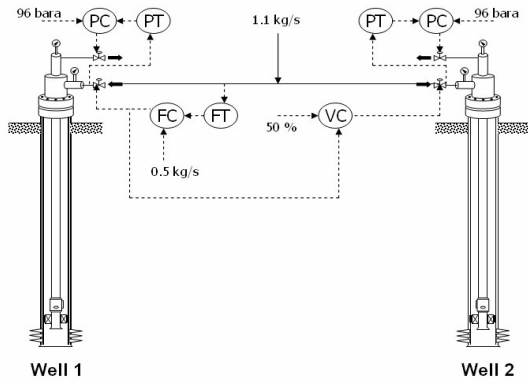 96 bara
PC
PT
1.1 kg/s
PT
PC
96 bara
FC
FT
50 %
VC
0.5 kg/s
Well 1
Well 2